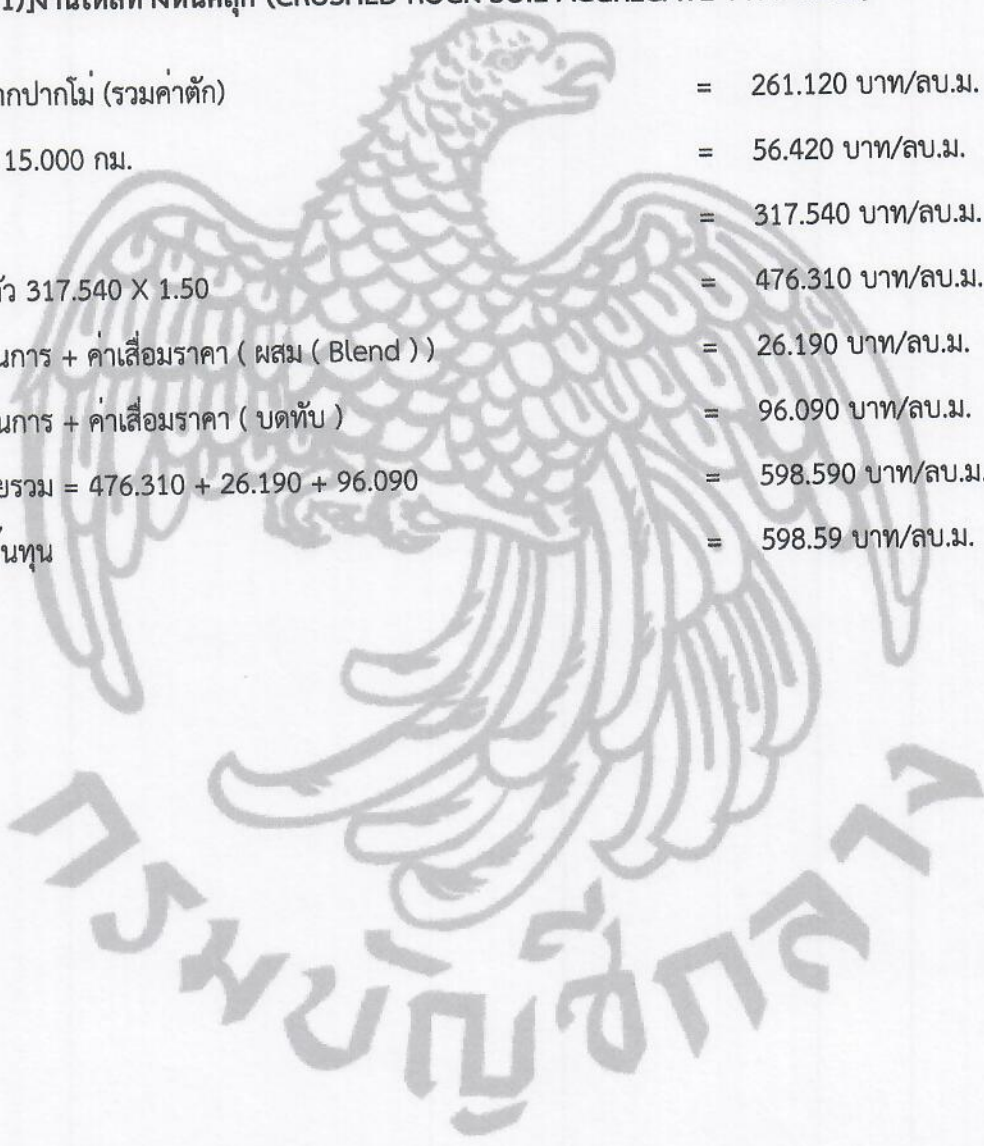 งานไหล่ทางหินคลุก (CRUSHED ROCK SOIL AGGREGATE
ากปากโม่ (รวมค่าตัก) = 261.120 บาท/ลบ.ม.
15.000 กม. = 56.420 บาท/ลบ.ม.
= 317.540 บาท/ลบ.ม.
ตัว 317.540 X 1.50 = 476.310 บาท/ลบ.ม.
นการ + ค่าเสื่อมราคา ( ผสม ( Blend ) ) = 26.190 บาท/ลบ.ม.
นการ + ค่าเสื่อมราคา ( บดทับ ) = 96.090 บาท/ลบ.ม.
ยรวม = 476.310 + 26.190 + 96.090 = 598.590 บาท/ลบ.ม.
้นทุน = 598.59 บาท/ลบ.ม.
กรมบัญชีกลาง